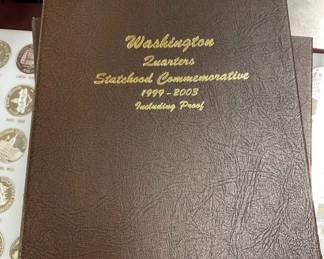 Washington
Quarters
Statehood Commemorative
1999-2003
Including Proof